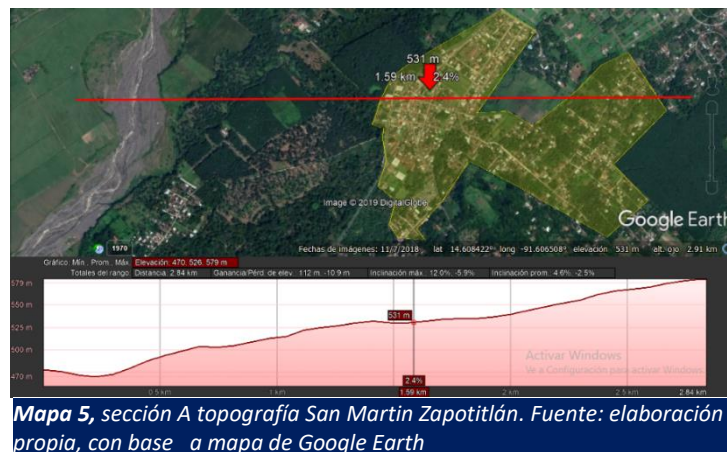 531 m
1.59 km 2.4%
Image © 2019 DigitalGlobe
Google Earth
1970
Fechas de imágenes: 11/7/2018 lat 14.608422° long -91.606508° elevación 531 m alt. ojo 2.91 km
Gráfico: Mín., Prom., Máx. Elevación: 470, 526, 579 m
Totales del rango: Distancia: 2.84 km Ganancia/Pérd. de elev.: 112 m, -10.9 m Inclinación máx.: 12.0%, -5.9% Inclinación prom.: 4.6%, -2.5%
579 m
550 m
531 m
525 m
500 m
Activar Windows
Ve a Configuración para activar Windows.
470 m
2.4%
0.5 km 1 km 1.59 km 2 km 2.5 km 2.84 km
Mapa 5, sección A topografía San Martin Zapotitlán. Fuente: elaboración
propia, con base a mapa de Google Earth